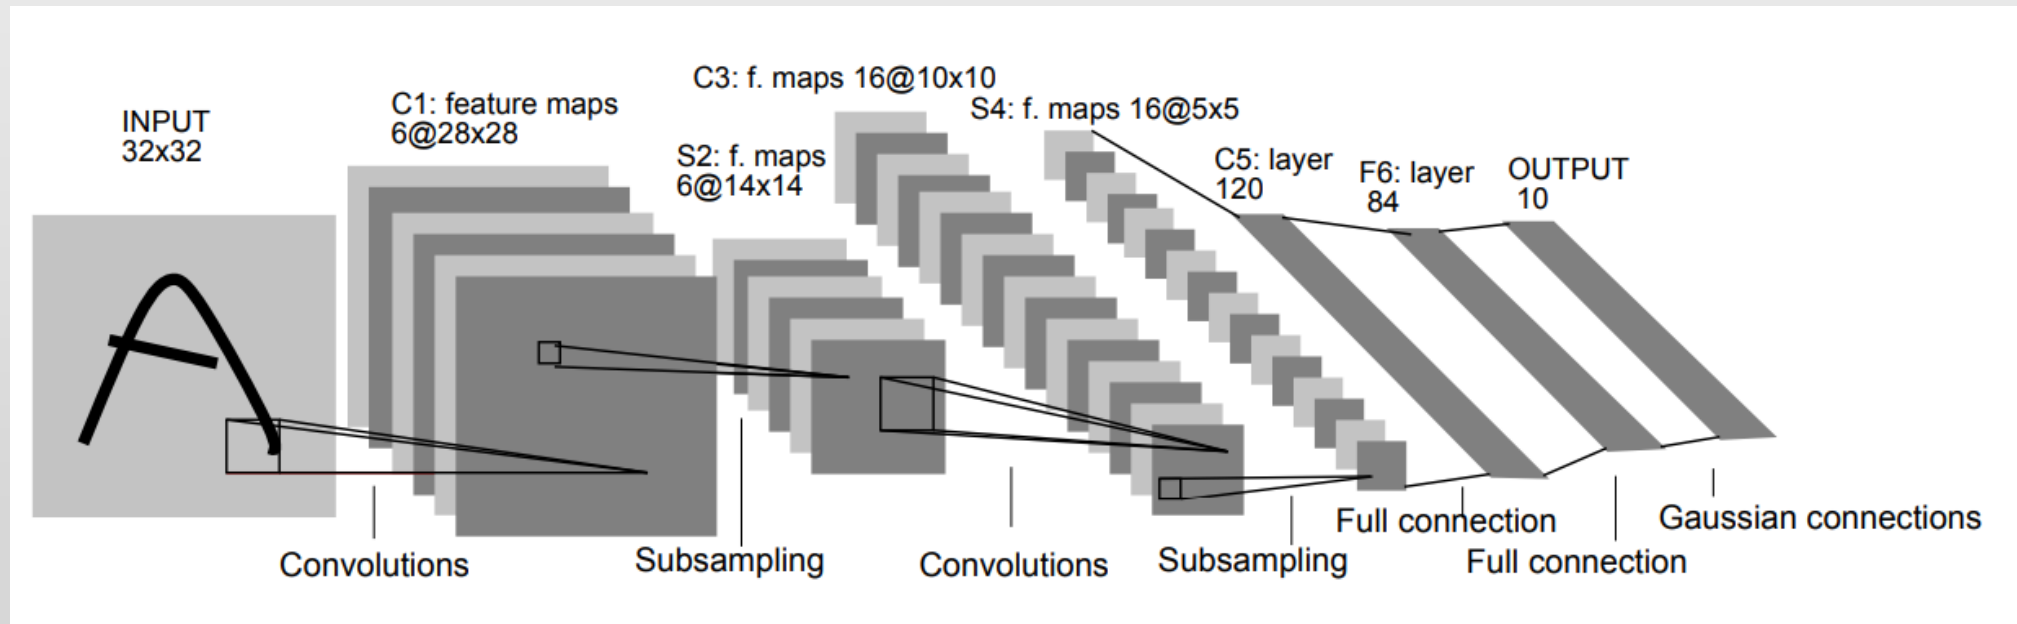 INPUT
32x32
C1: feature maps
6@28x28
S2: f. maps
6@14x14
C3: f. maps 16@10x10
S4: f. maps 16@5x5
C5: layer
120
F6: layer
84
OUTPUT
10
Convolutions
Subsampling
Convolutions
Subsampling
Full connection
Full connection
Gaussian connections